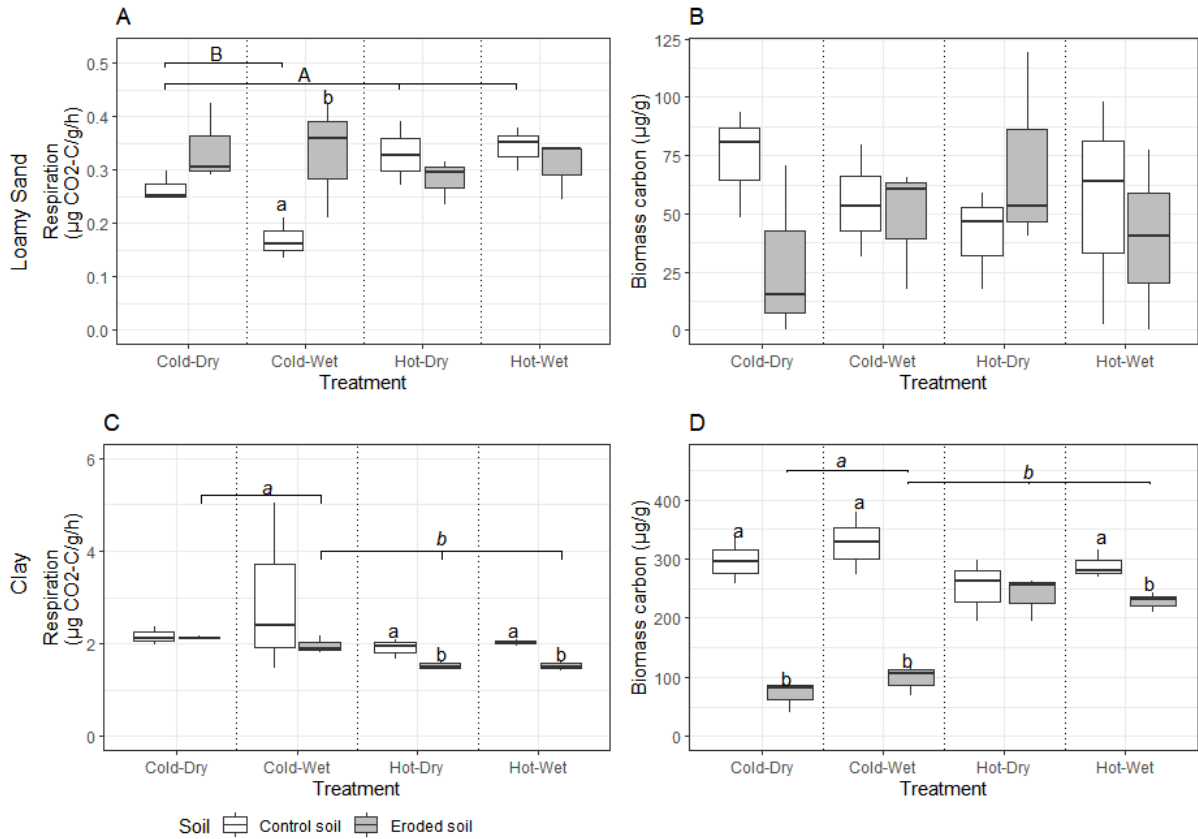 A
Loamy Sand
Respiration
(µg CO2-C/g/h)
0.5
0.4
0.3
0.2
0.1
0.0
B
A
b
a
Cold-Dry Cold-Wet Hot-Dry Hot-Wet
Treatment
B
Biomass carbon (µg/g)
125
100
75
50
25
0
Cold-Dry Cold-Wet Hot-Dry Hot-Wet
Treatment
C
Clay
Respiration
(µg CO2-C/g/h)
6
4
2
0
a
b
a a
b b
Cold-Dry Cold-Wet Hot-Dry Hot-Wet
Treatment
D
Biomass carbon (µg/g)
400
300
200
100
0
a
b
a a a
b b b
Cold-Dry Cold-Wet Hot-Dry Hot-Wet
Treatment
Soil Control soil Eroded soil